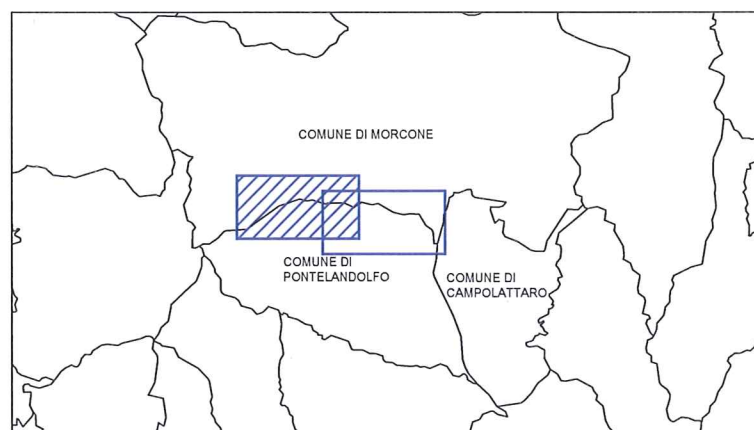 COMUNE DI MORCONE
COMUNE DI
PONTELANDOLFO
COMUNE DI
CAMPOLATTARO